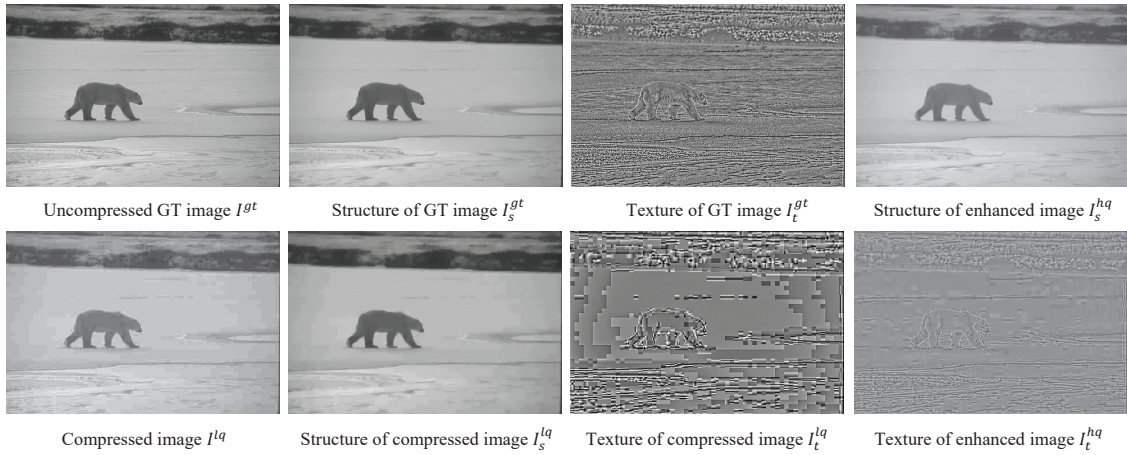 Uncompressed GT image I^{gt}
Structure of GT image I_s^{gt}
Texture of GT image I_t^{gt}
Structure of enhanced image I_s^{hq}
Compressed image I^{lq}
Structure of compressed image I_s^{lq}
Texture of compressed image I_t^{lq}
Texture of enhanced image I_t^{hq}